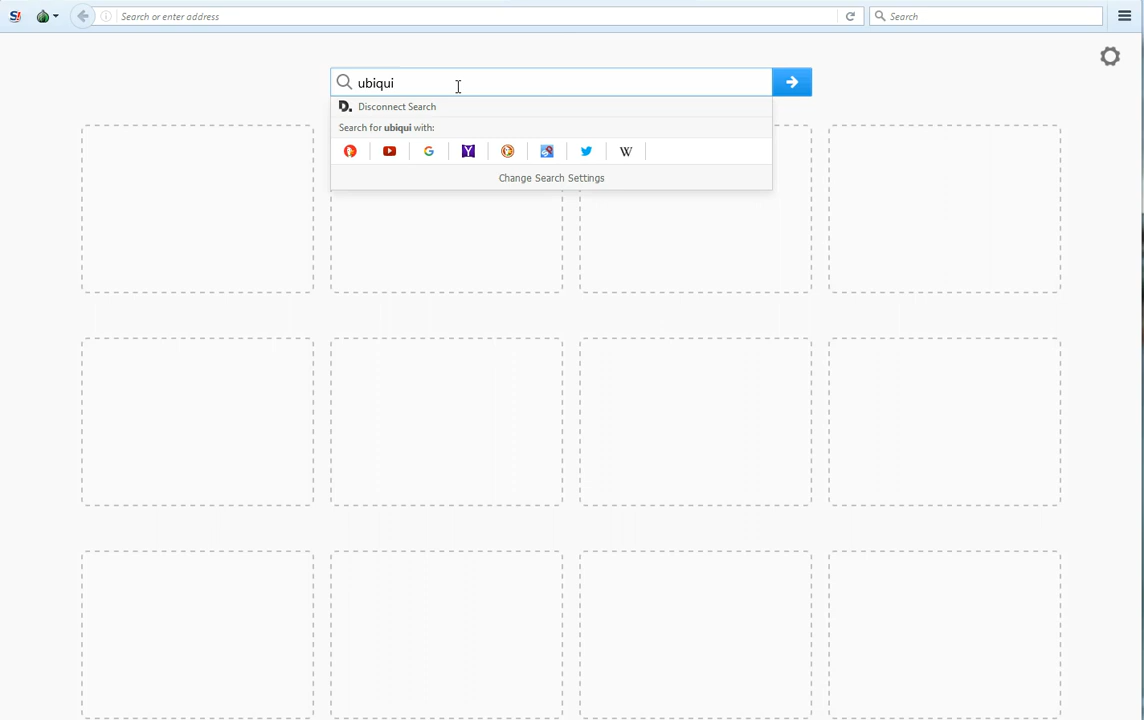 Search or enter address
Search
ubiqui
D. Disconnect Search
Search for ubiqui with:
Change Search Settings